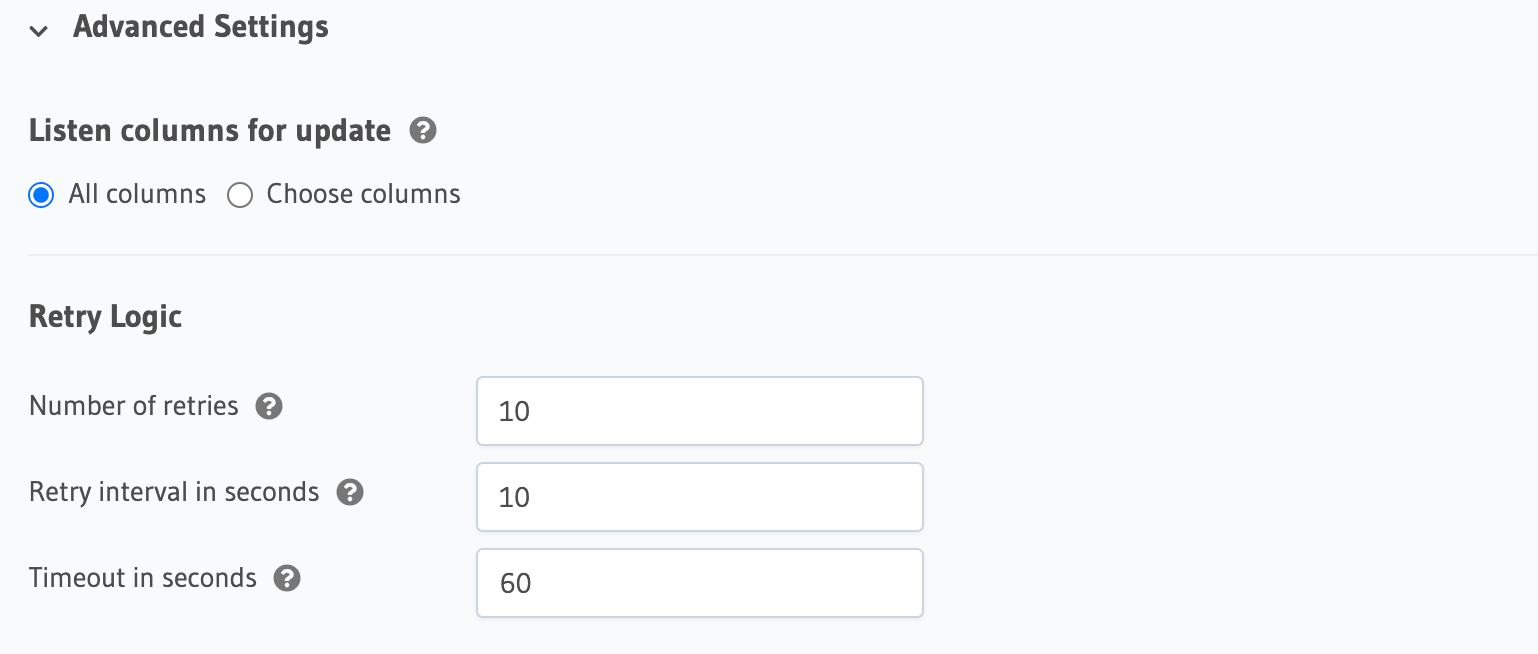 Advanced Settings
Listen columns for update ?
All columns Choose columns
Retry Logic
Number of retries ? 10
Retry interval in seconds ? 10
Timeout in seconds ? 60